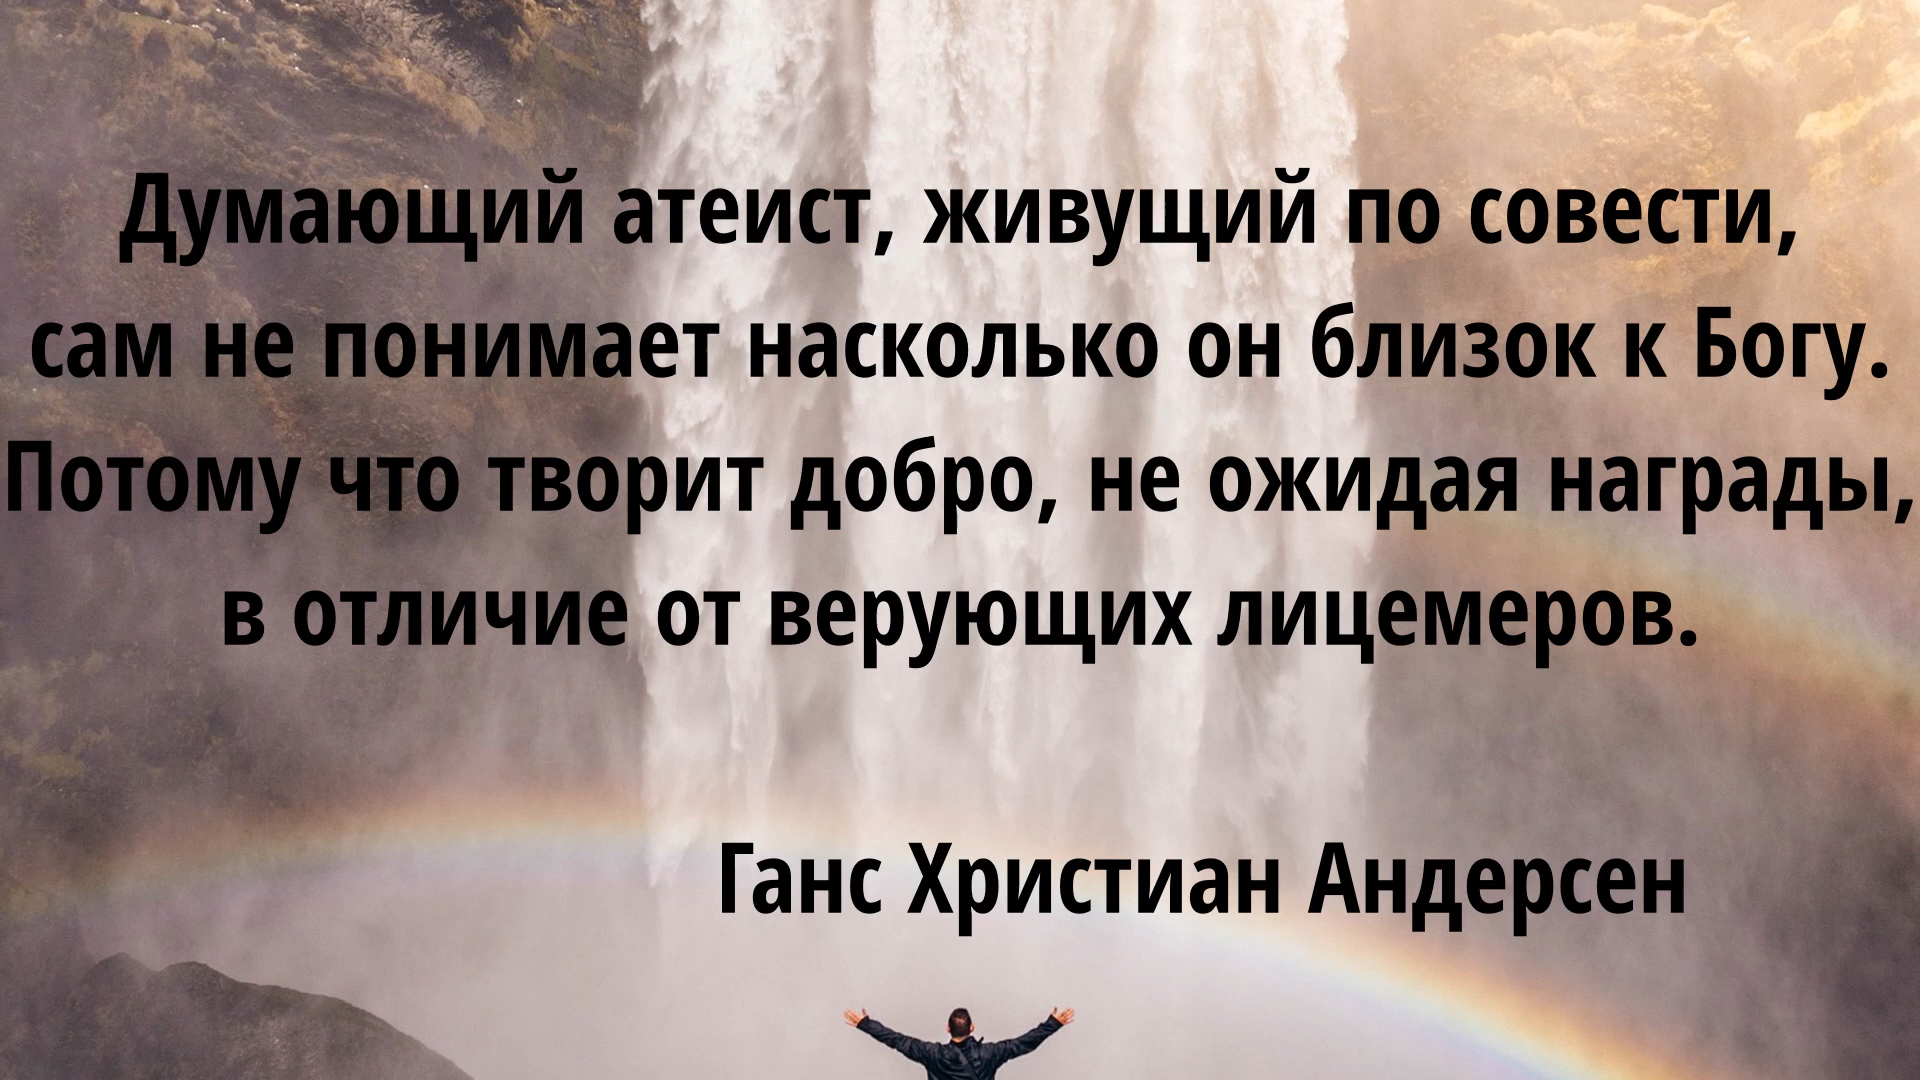 Думающий атеист, живущий по совести,
сам не понимает насколько он близок к Богу.
Потому что творит добро, не ожидая награды,
в отличие от верующих лицемеров.
Ганс Христиан Андерсен